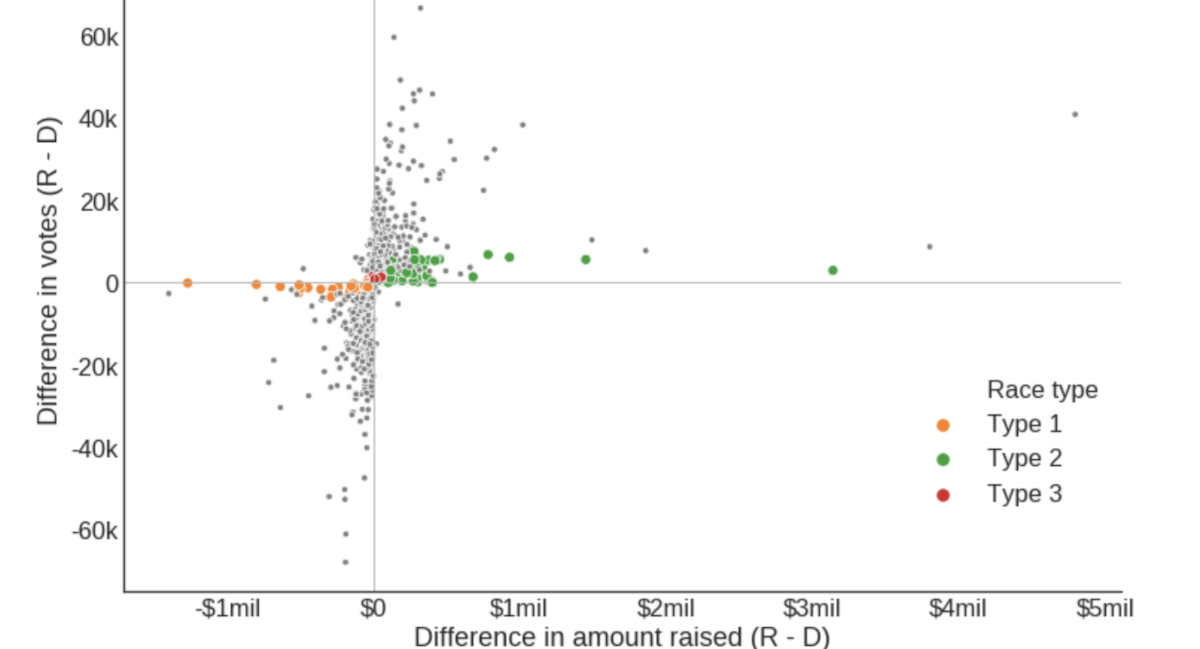 60k
40k
20k
0
-20k
-40k
-60k
Difference in votes (R - D)
Race type
Type 1
Type 2
Type 3
-$1mil $0 $1mil $2mil $3mil $4mil $5mil
Difference in amount raised (R - D)